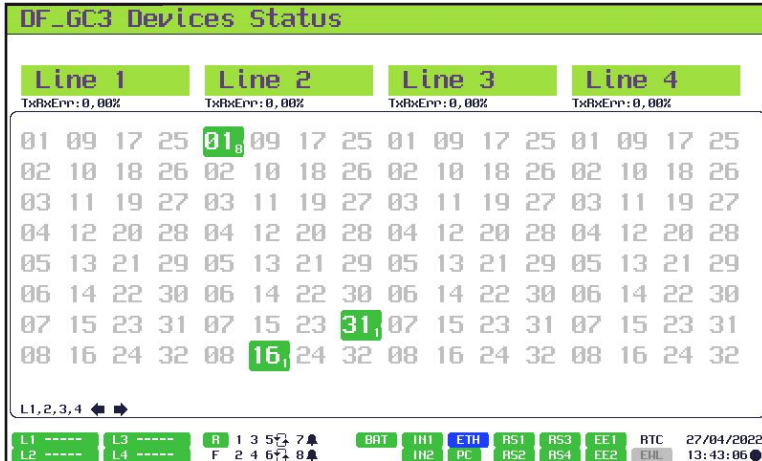 DF_GC3 Devices Status
Line 1 Line 2 Line 3 Line 4
TxRxErr:0,00% TxRxErr:0,00% TxRxErr:0,00% TxRxErr:0,00%
01 09 17 25 01 8 09 17 25 01 09 17 25 01 09 17 25
02 10 18 26 02 10 18 26 02 10 18 26 02 10 18 26
03 11 19 27 03 11 19 27 03 11 19 27 03 11 19 27
04 12 20 28 04 12 20 28 04 12 20 28 04 12 20 28
05 13 21 29 05 13 21 29 05 13 21 29 05 13 21 29
06 14 22 30 06 14 22 30 06 14 22 30 06 14 22 30
07 15 23 31 07 15 23 31 1 07 15 23 31 07 15 23 31
08 16 24 32 08 16 1 24 32 08 16 24 32 08 16 24 32
L1,2,3,4
L1 ----- L3 ----- R 1 3 5 7 BAT IN1 ETH RS1 RS3 EE1 RTC 27/04/2022
L2 ----- L4 ----- F 2 4 6 8 IN2 PC RS2 RS4 EE2 EWL 13:43:06